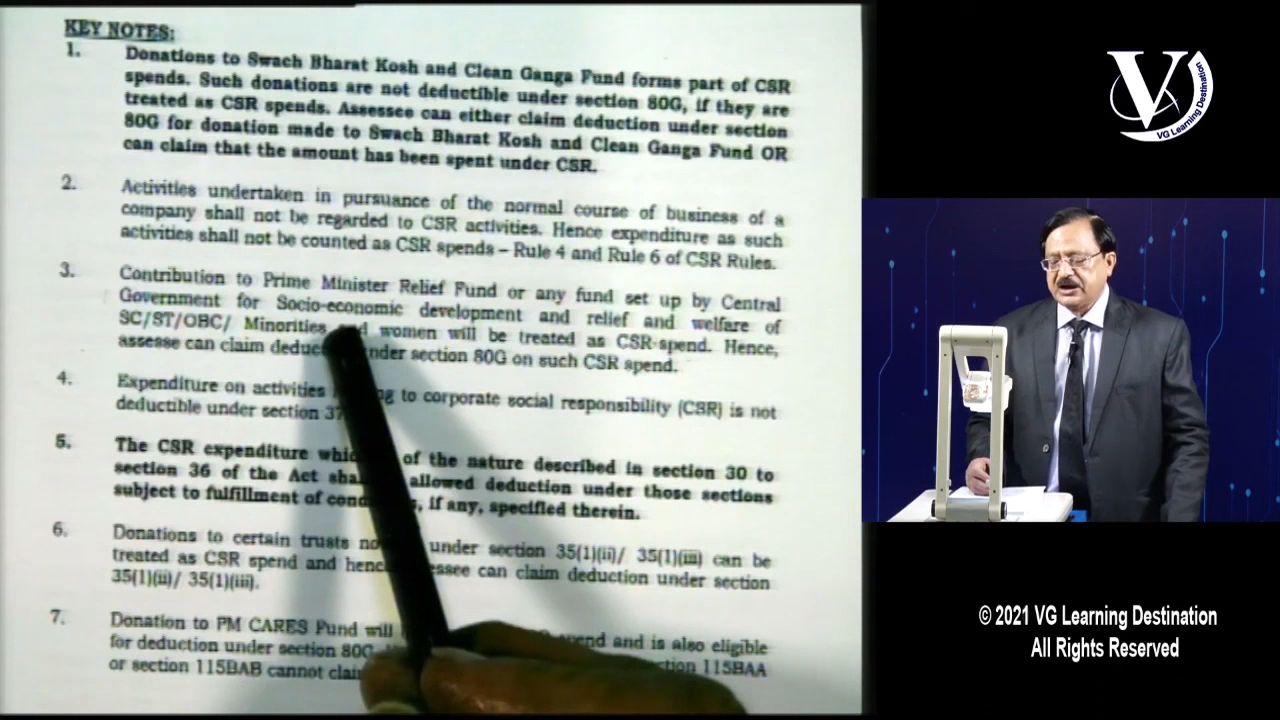 KEY NOTES:
1. Donations to Swach Bharat Kosh and Clean Ganga Fund forms part of CSR
spends. Such donations are not deductible under section 80G, if they are
treated as CSR spends. Assessee can either claim deduction under section
80G for donation made to Swach Bharat Kosh and Clean Ganga Fund OR
can claim that the amount has been spent under CSR.
2. Activities undertaken in pursuance of the normal course of business of a
company shall not be regarded to CSR activities. Hence expenditure as such
activities shall not be counted as CSR spends – Rule 4 and Rule 6 of CSR Rules.
3. Contribution to Prime Minister Relief Fund or any fund set up by Central
Government for Socio-economic development and relief and welfare of
SC/ST/OBC/ Minorities women will be treated as CSR spend. Hence,
assesse can claim under section 80G on such CSR spend.
4. Expenditure on activities to corporate social responsibility (CSR) is not
deductible under section 37
5. The CSR expenditure of the nature described in section 30 to
section 36 of the Act allowed deduction under those sections
subject to fulfillment of if any, specified therein.
6. Donations to certain trusts under section 35(1)(ii)/ 35(1)(iii) can be
treated as CSR spend and can claim deduction under section
35(1)(ii)/ 35(1)(iii).
7. Donation to PM CARES Fund will and is also eligible
for deduction under section 80G. 115BAA
or section 115BAB cannot
V
VG Learning Destination
© 2021 VG Learning Destination
All Rights Reserved